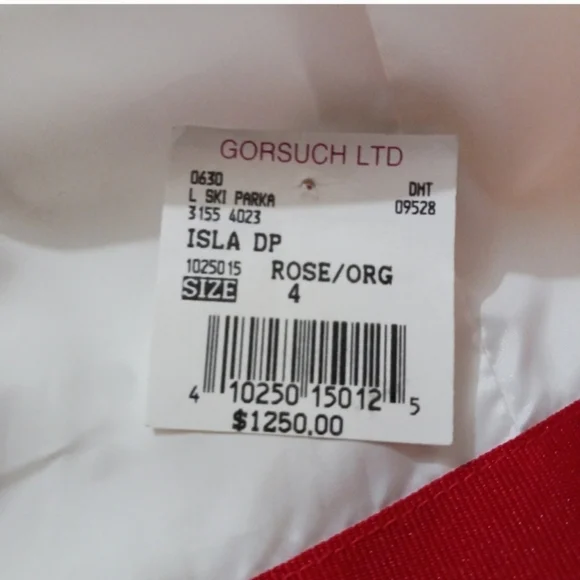 GORSUCH LTD
0630
L SKI PARKA DHT
3155 4023 09528
ISLA DP
1025015 ROSE/ORG
SIZE 4
4 10250 15012 5
$1250.00